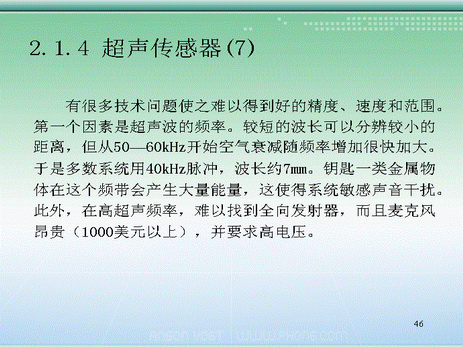 2.1.4 超声传感器(7)
有很多技术问题使之难以得到好的精度、速度和范围。
第一个因素是超声波的频率。较短的波长可以分辨较小的
距离，但从50—60kHz开始空气衰减随频率增加很快加大。
于是多数系统用40kHz脉冲，波长约7mm。钥匙一类金属物
体在这个频带会产生大量能量，这使得系统敏感声音干扰。
此外，在高超声频率，难以找到全向发射器，而且麦克风
昂贵（1000美元以上），并要求高电压。
46